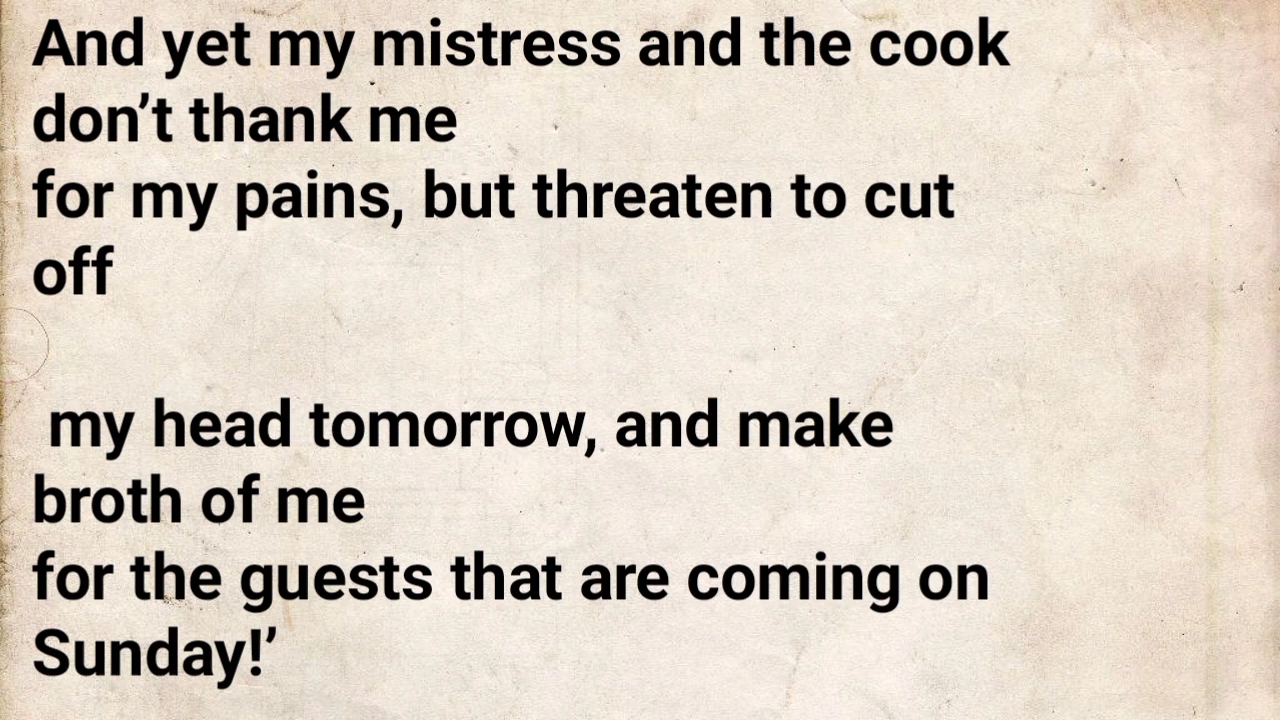 And yet my mistress and the cook
don’t thank me
for my pains, but threaten to cut
off
my head tomorrow, and make
broth of me
for the guests that are coming on
Sunday!’